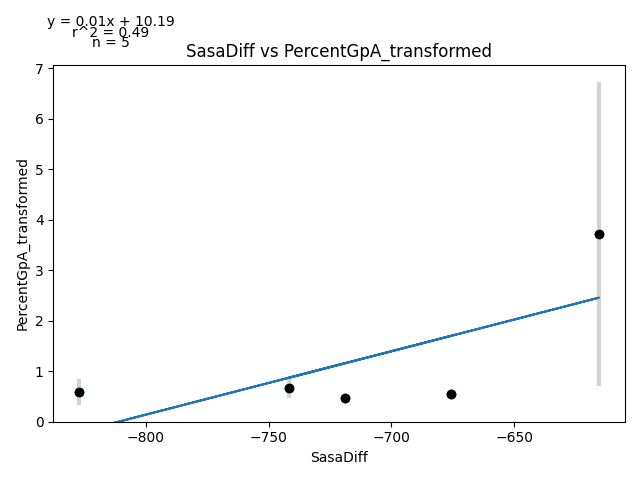 y = 0.01x + 10.19
r^2 = 0.49
n = 5
SasaDiff vs PercentGpA_transformed
7
6
5
4
3
2
1
0
PercentGpA_transformed
−800
−750
−700
−650
SasaDiff